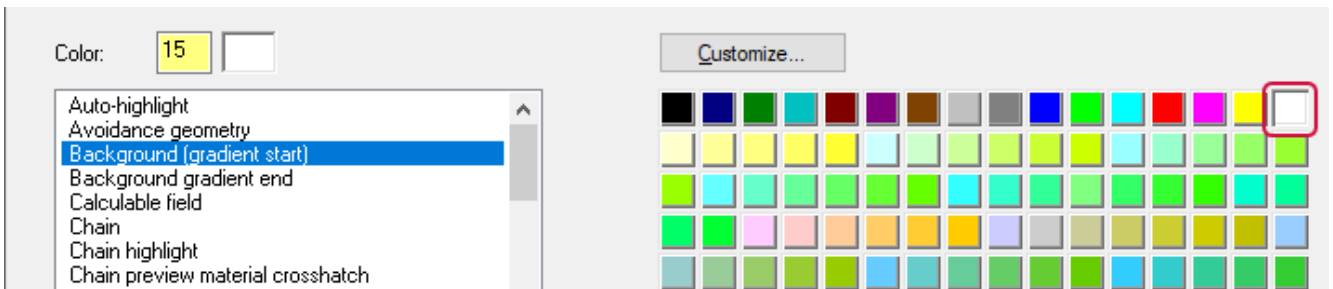 Color: 15
Customize...
Auto-highlight
Avoidance geometry
Background (gradient start)
Background gradient end
Calculable field
Chain
Chain highlight
Chain preview material crosshatch